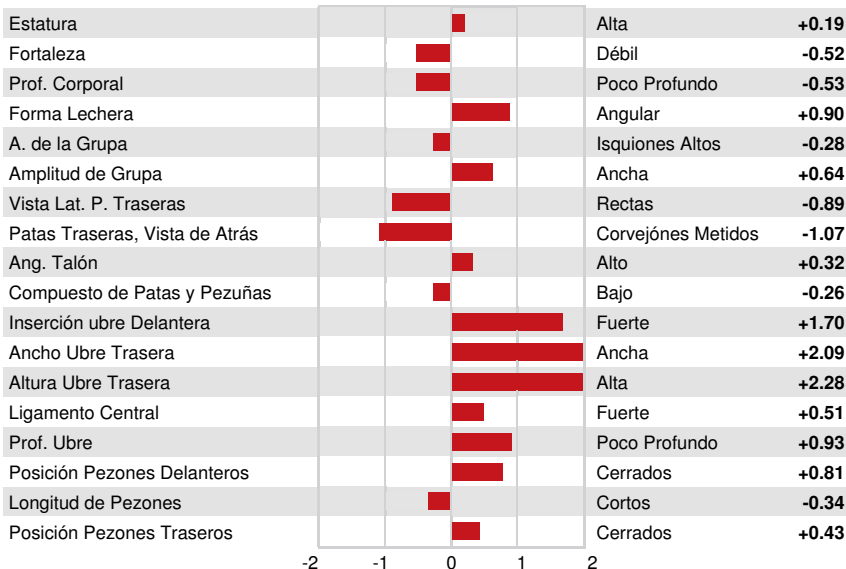 Estatura Alta +0.19
Fortaleza Débil -0.52
Prof. Corporal Poco Profundo -0.53
Forma Lechera Angular +0.90
A. de la Grupa Isquiones Altos -0.28
Amplitud de Grupa Ancha +0.64
Vista Lat. P. Traseras Rectas -0.89
Patas Traseras, Vista de Atrás Corvejónes Metidos -1.07
Ang. Talón Alto +0.32
Compuesto de Patas y Pezuñas Bajo -0.26
Inserción ubre Delantera Fuerte +1.70
Ancho Ubre Trasera Ancha +2.09
Altura Ubre Trasera Alta +2.28
Ligamento Central Fuerte +0.51
Prof. Ubre Poco Profundo +0.93
Posición Pezones Delanteros Cerrados +0.81
Longitud de Pezones Cortos -0.34
Posición Pezones Traseros Cerrados +0.43
-2 -1 0 1 2